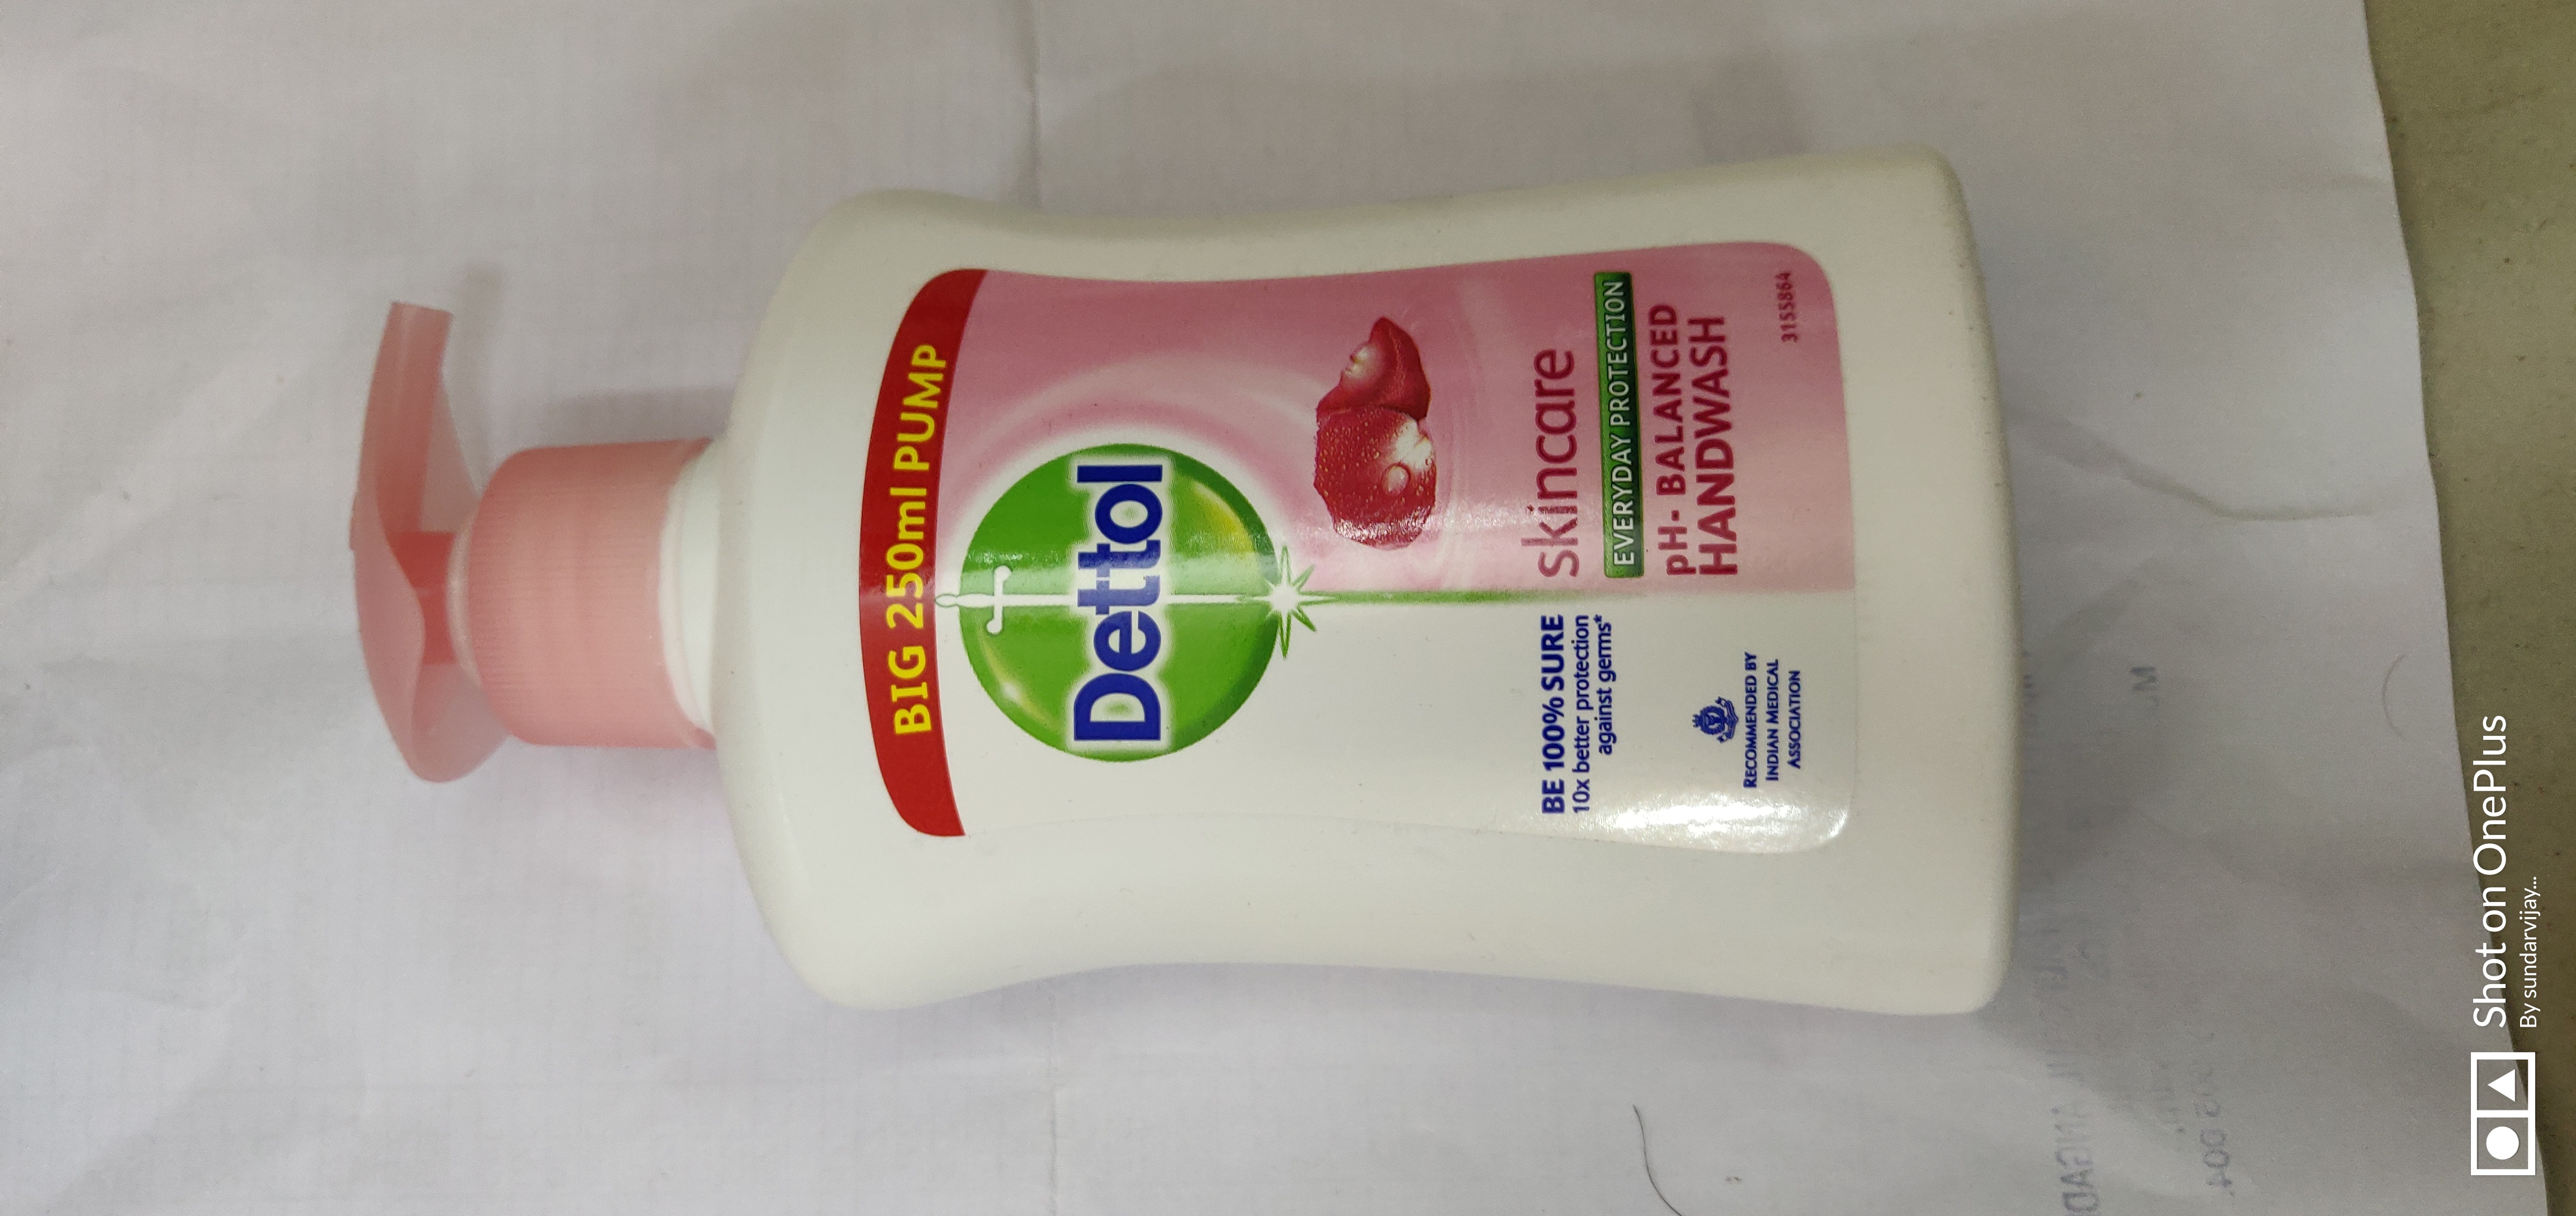 BIG 250ml PUMP
Dettol
BE 100% SURE
10x better protection
against germs*
RECOMMENDED BY
INDIAN MEDICAL
ASSOCIATION
skincare
EVERYDAY PROTECTION
pH- BALANCED
HANDWASH
3155864
Shot on OnePlus
By sundarvijay...